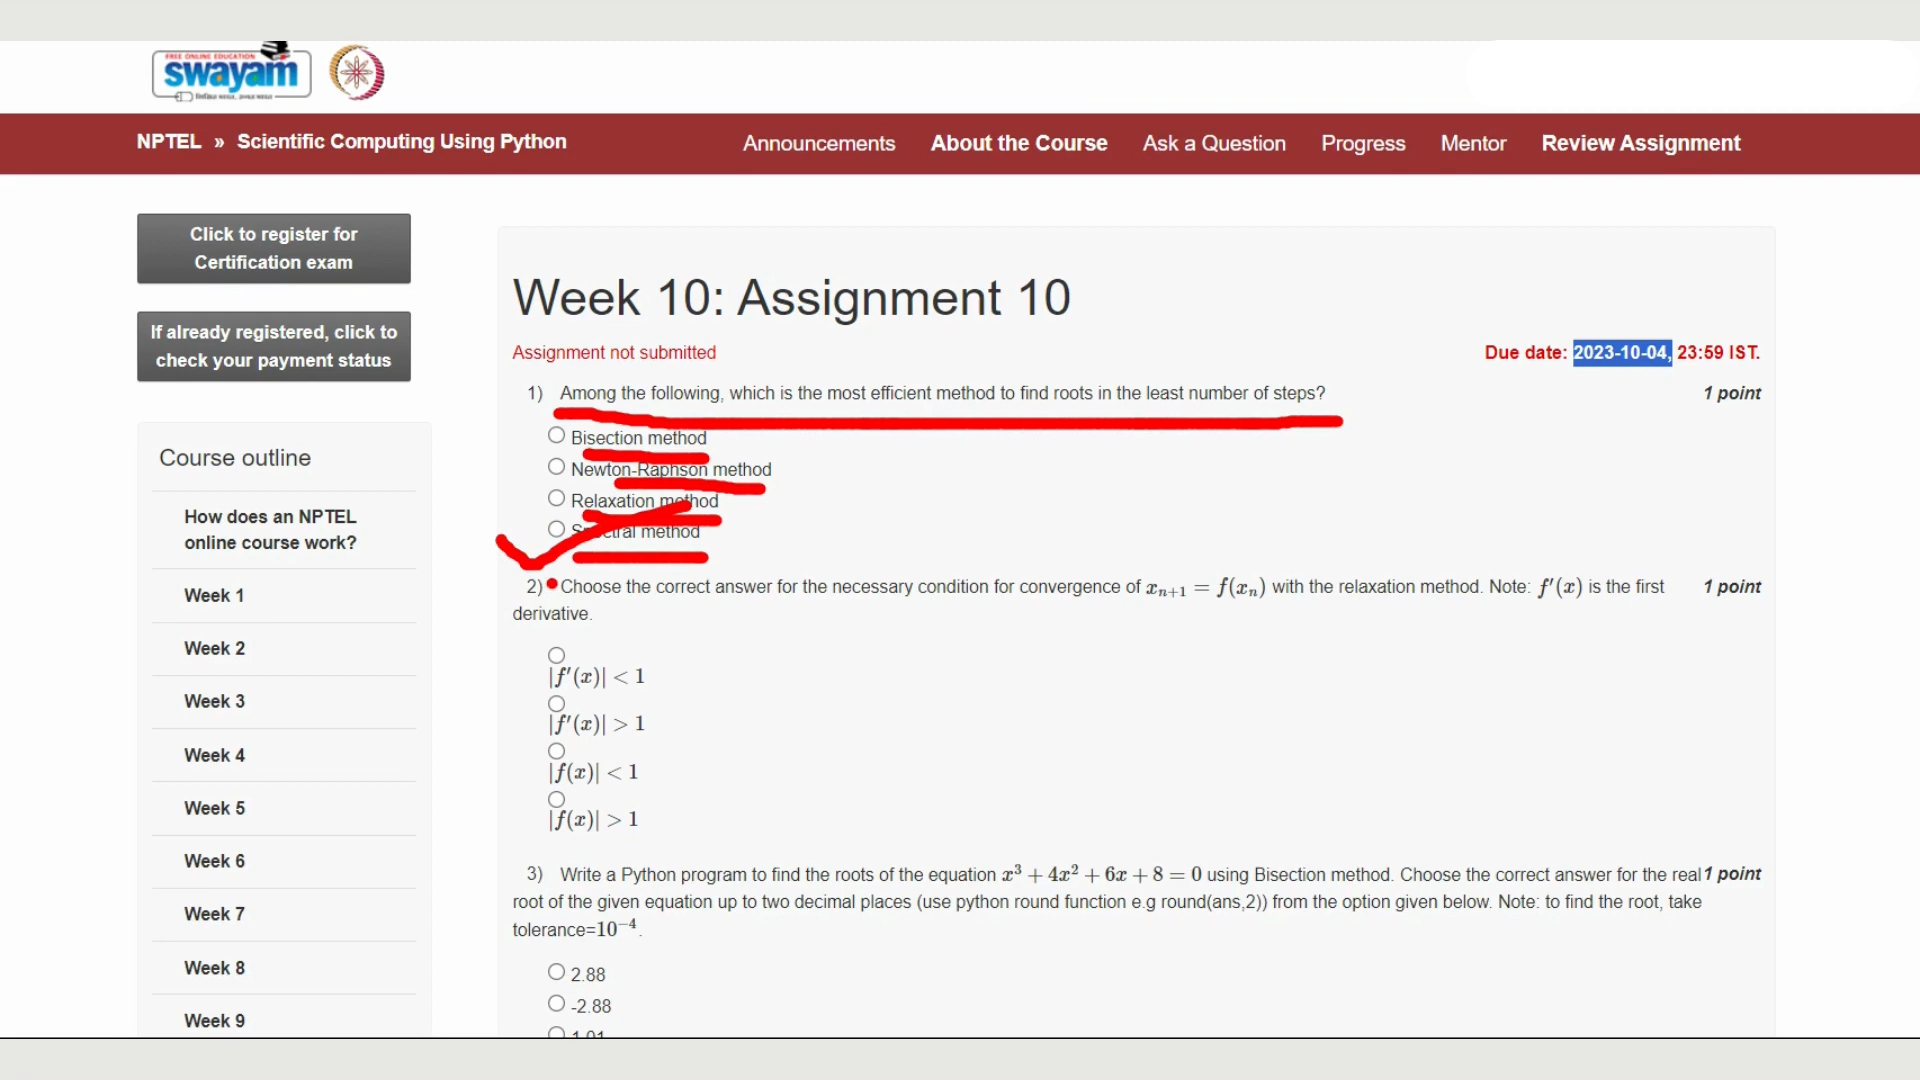 FREE ONLINE EDUCATION
swayam
NPTEL » Scientific Computing Using Python
Announcements
About the Course
Ask a Question
Progress
Mentor
Review Assignment
Click to register for
Certification exam
If already registered, click to
check your payment status
Course outline
How does an NPTEL
online course work?
Week 1
Week 2
Week 3
Week 4
Week 5
Week 6
Week 7
Week 8
Week 9
Week 10: Assignment 10
Assignment not submitted
Due date: 2023-10-04, 23:59 IST.
1) Among the following, which is the most efficient method to find roots in the least number of steps? 1 point
Bisection method
Newton-Raphson method
Relaxation method
Spectral method
2) Choose the correct answer for the necessary condition for convergence of xₙ₊₁ = f(xₙ) with the relaxation method. Note: f′(x) is the first 1 point
derivative.
|f′(x)| < 1
|f′(x)| > 1
|f(x)| < 1
|f(x)| > 1
3) Write a Python program to find the roots of the equation x³ + 4x² + 6x + 8 = 0 using Bisection method. Choose the correct answer for the real 1 point
root of the given equation up to two decimal places (use python round function e.g round(ans,2)) from the option given below. Note: to find the root, take
tolerance=10⁻⁴.
2.88
-2.88